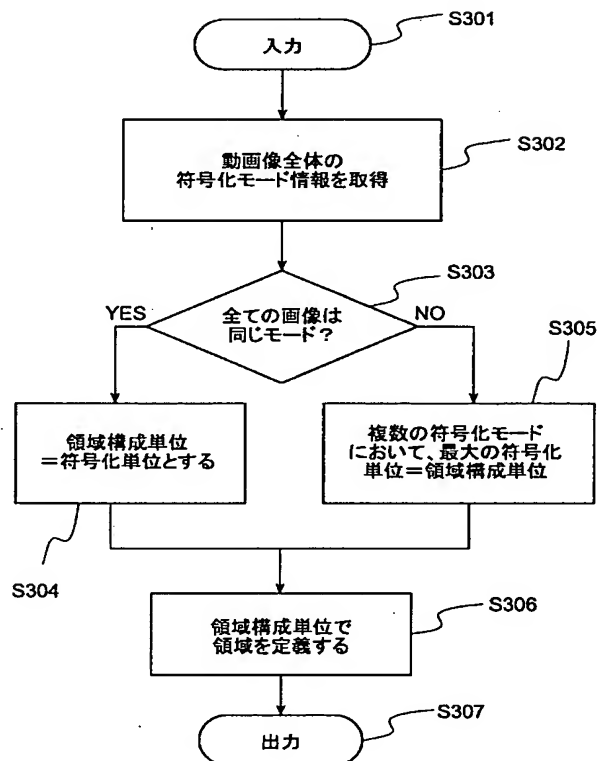 S301
入力
S302
動画像全体の
符号化モード情報を取得
S303
YES
全ての画像は
同じモード?
NO
S305
領域構成単位
=符号化単位とする
複数の符号化モード
において、最大の符号化
単位=領域構成単位
S304
S306
領域構成単位で
領域を定義する
S307
出力